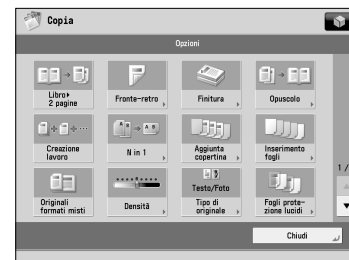 Copia
Opzioni
Libro▸
2 pagine
Fronte-retro
Finitura
Opuscolo
Creazione
lavoro
N in 1
Aggiunta
copertina
Inserimento
fogli
Originali
formati misti
Densità
Testo/Foto
Tipo di
originale
Fogli prote-
zione lucidi
1 /
Chiudi